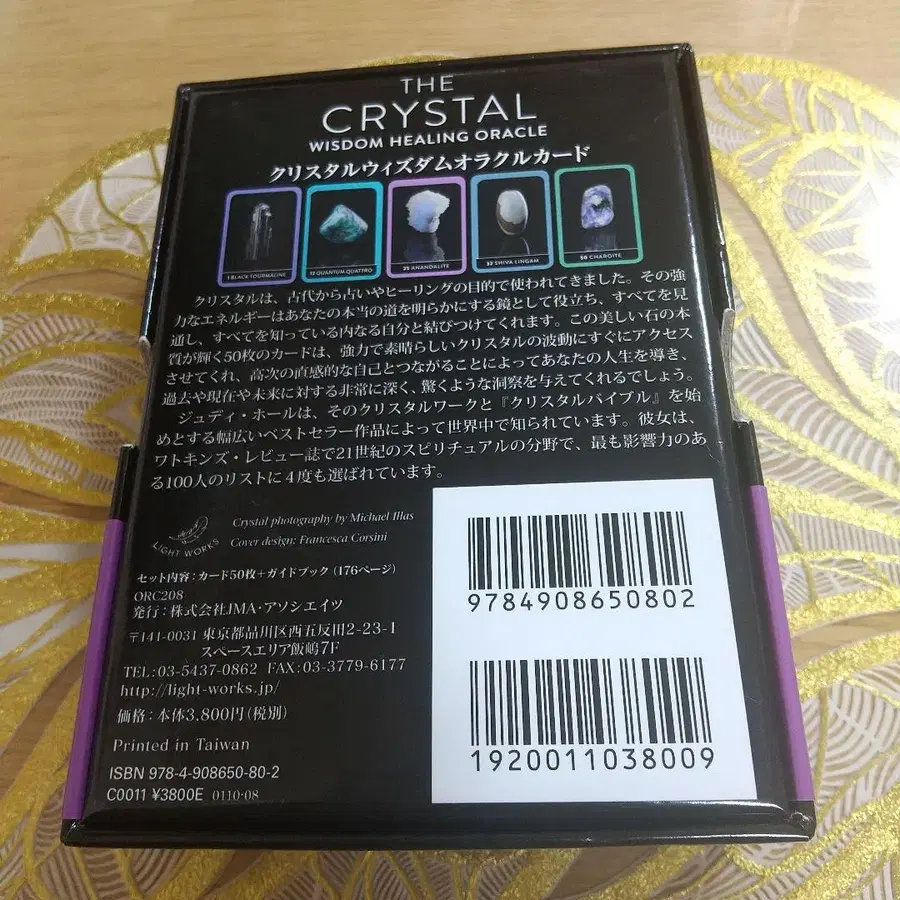 THE
CRYSTAL
WISDOM HEALING ORACLE
クリスタルウィズダムオラクルカード
1 BLACK TOURMALINE
17 QUANTUM QUATTRO
25 ANANDALITE
32 SHIVA LINGAM
50 CHAROITE
クリスタルは、古代から占いやヒーリングの目的で使われてきました。その強
力なエネルギーはあなたの本当の道を明らかにする鏡として役立ち、すべてを見
通し、すべてを知っている内なる自分と結びつけてくれます。この美しい石の本
質が輝く50枚のカードは、強力で素晴らしいクリスタルの波動にすぐにアクセス
させてくれ、高次の直感的な自己とつながることによってあなたの人生を導き、
過去や現在や未来に対する非常に深く、驚くような洞察を与えてくれるでしょう。
ジュディ・ホールは、そのクリスタルワークと『クリスタルバイブル』を始
めとする幅広いベストセラー作品によって世界中で知られています。彼女は、
ワトキンズ・レビュー誌で21世紀のスピリチュアルの分野で、最も影響力のあ
る100人のリストに4度も選ばれています。
LIGHT WORKS
Crystal photography by Michael Illas
Cover design: Francesca Corsini
セット内容:カード50枚+ガイドブック(176ページ)
ORC208
発行:株式会社JMA・アソシエイツ
〒141-0031 東京都品川区西五反田2-23-1
スペースエリア飯嶋7F
TEL:03-5437-0862 FAX:03-3779-6177
http://light-works.jp/
価格:本体3,800円(税別)
Printed in Taiwan
ISBN 978-4-908650-80-2
C0011 ¥3800E 0110-08
9784908650802
1920011038009